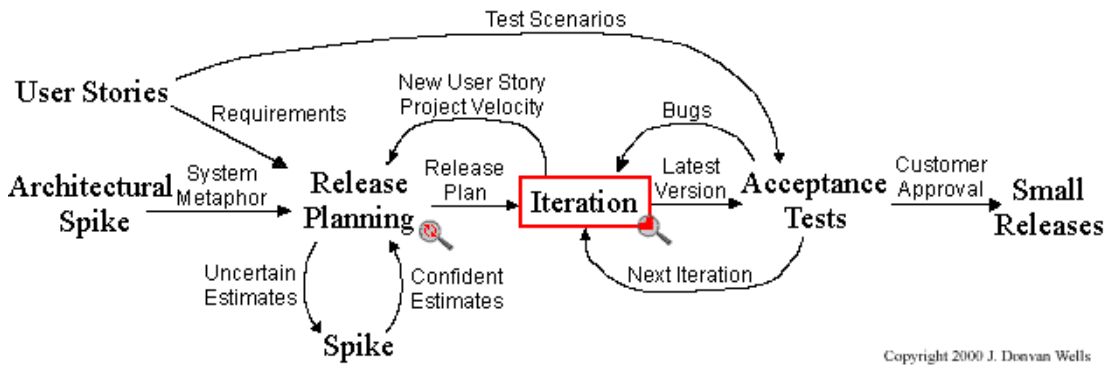 Test Scenarios
User Stories
New User Story
Project Velocity
Requirements
Bugs
Architectural
Spike
System
Metaphor
Release
Planning
Release
Plan
Iteration
Latest
Version
Acceptance
Tests
Customer
Approval
Small
Releases
Uncertain
Estimates
Confident
Estimates
Next Iteration
Spike
Copyright 2000 J. Donvan Wells